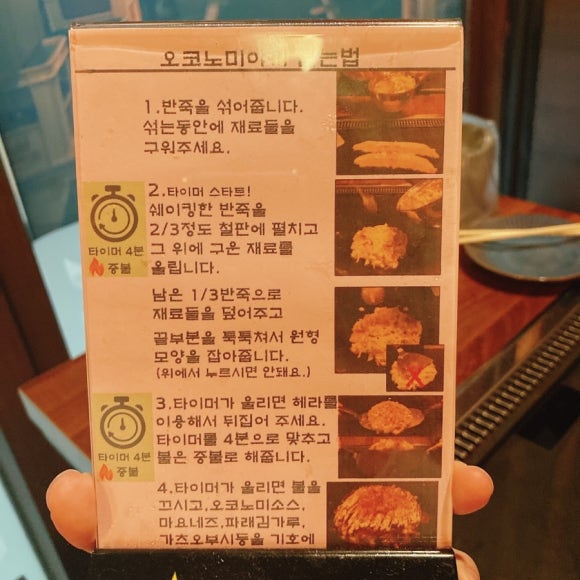 오코노미야 는법
1.반죽을 섞어줍니다.
섞는동안에 재료들을
구워주세요.
2.타이머 스타트!
쉐이킹한 반죽을
2/3정도 철판에 펼치고
그 위에 구운 재료를
올립니다.
타이머 4분
중불
남은 1/3반죽으로
재료들을 덮어주고
끝부분을 툭툭쳐서 원형
모양을 잡아줍니다.
(위에서 누르시면 안돼요.)
3.타이머가 울리면 헤라를
이용해서 뒤집어 주세요.
타이머를 4분으로 맞추고
불은 중불로 해줍니다.
타이머 4분
중불
4.타이머가 울리면 불을
끄시고,오코노미소스,
마요네즈,파래김가루,
가츠오부시등을 기호에